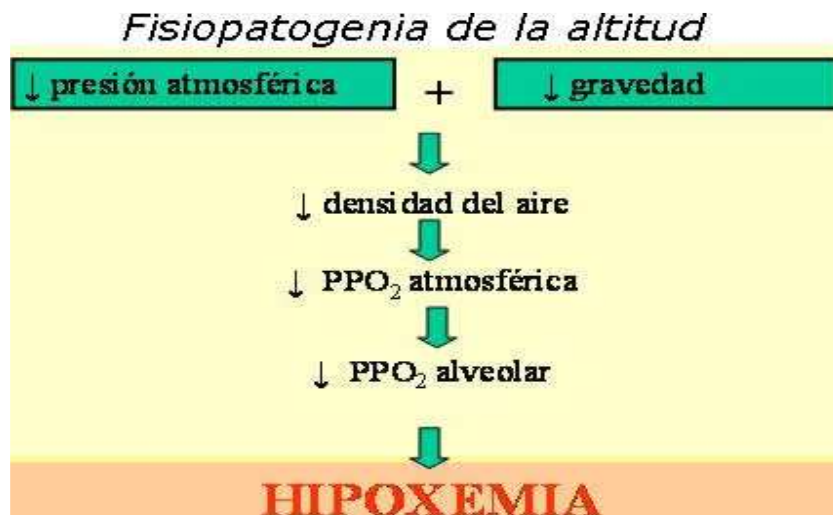 Fisiopatogenia de la altitud
↓ presión atmosférica + ↓ gravedad
↓ densidad del aire
↓ PPO₂ atmosférica
↓ PPO₂ alveolar
HIPOXEMIA